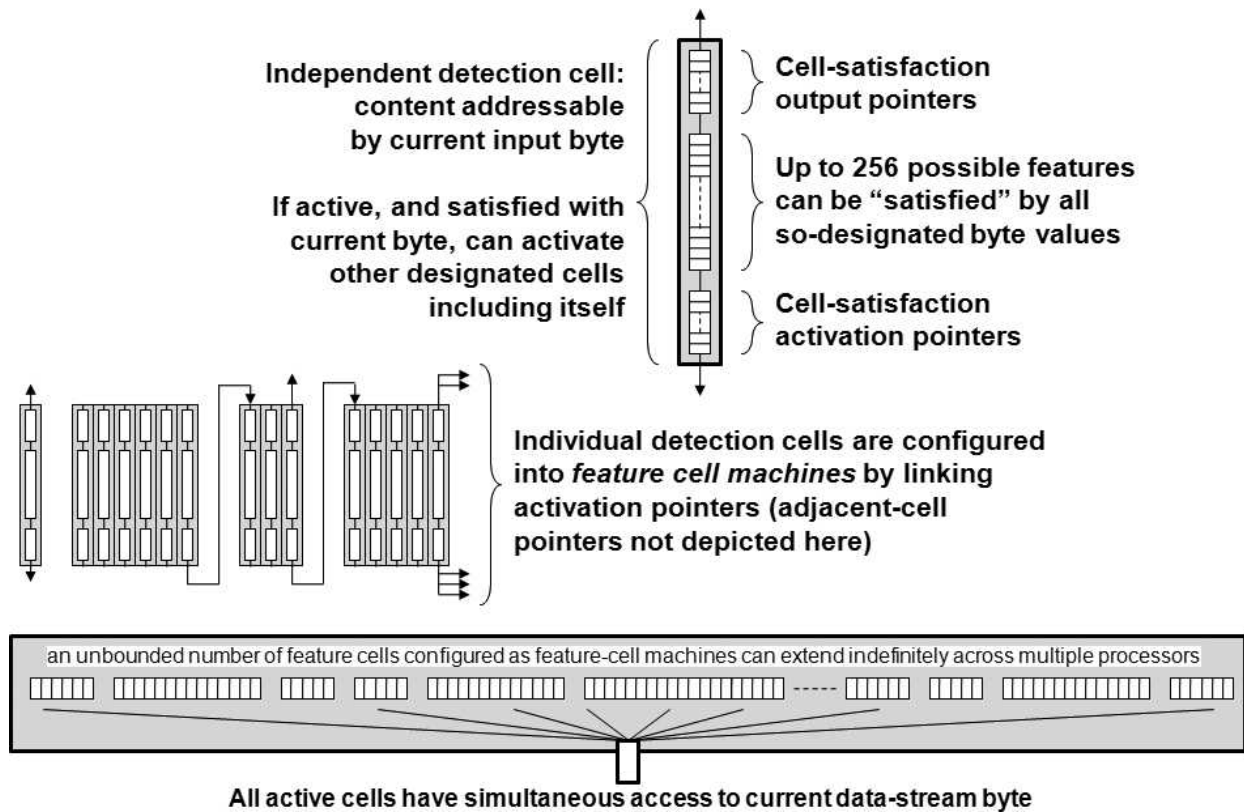 Independent detection cell:
content addressable
by current input byte
If active, and satisfied with
current byte, can activate
other designated cells
including itself
Cell-satisfaction
output pointers
Up to 256 possible features
can be “satisfied” by all
so-designated byte values
Cell-satisfaction
activation pointers
Individual detection cells are configured
into feature cell machines by linking
activation pointers (adjacent-cell
pointers not depicted here)
an unbounded number of feature cells configured as feature-cell machines can extend indefinitely across multiple processors
All active cells have simultaneous access to current data-stream byte